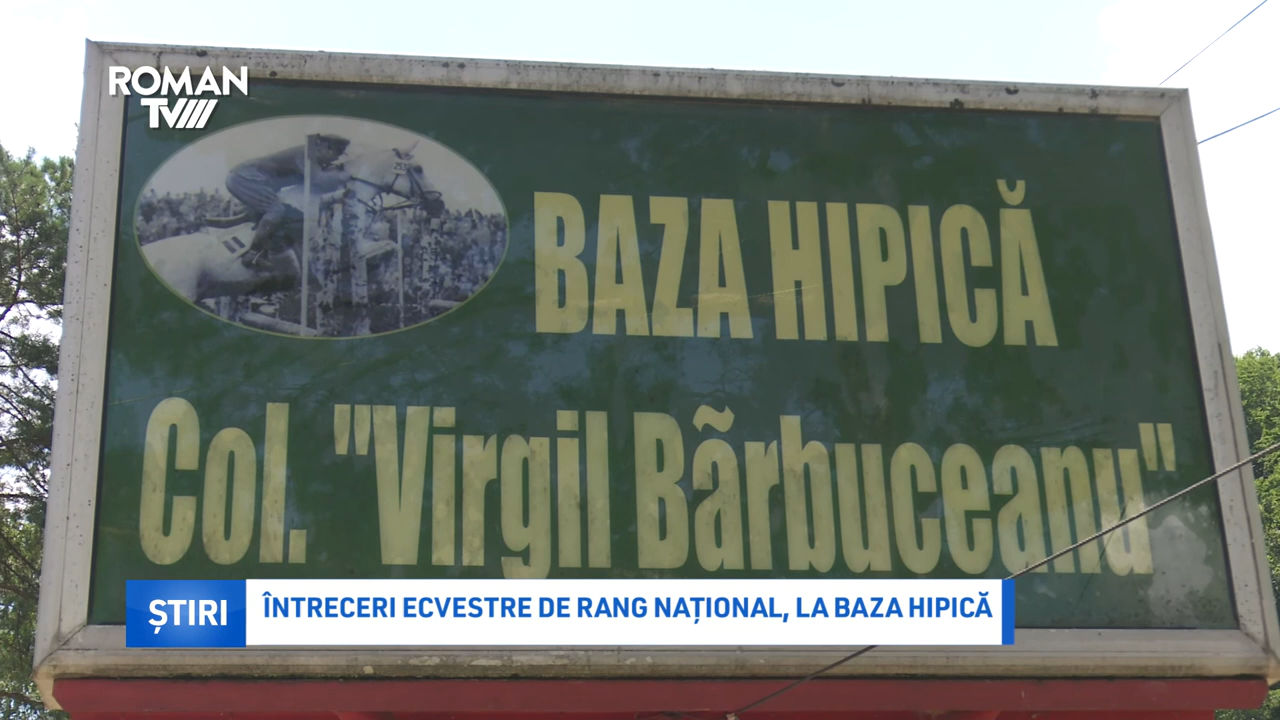 ROMAN
TV
BAZA HIPICĂ
Col. "Virgil Bãrbuceanu"
ȘTIRI
ÎNTRECERI ECVESTRE DE RANG NAȚIONAL, LA BAZA HIPICĂ